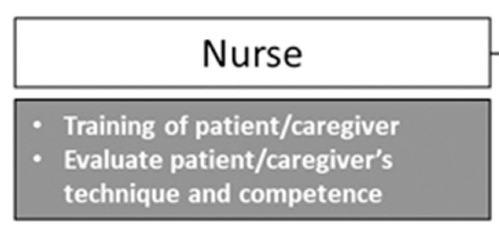 Nurse
• Training of patient/caregiver
• Evaluate patient/caregiver's
technique and competence